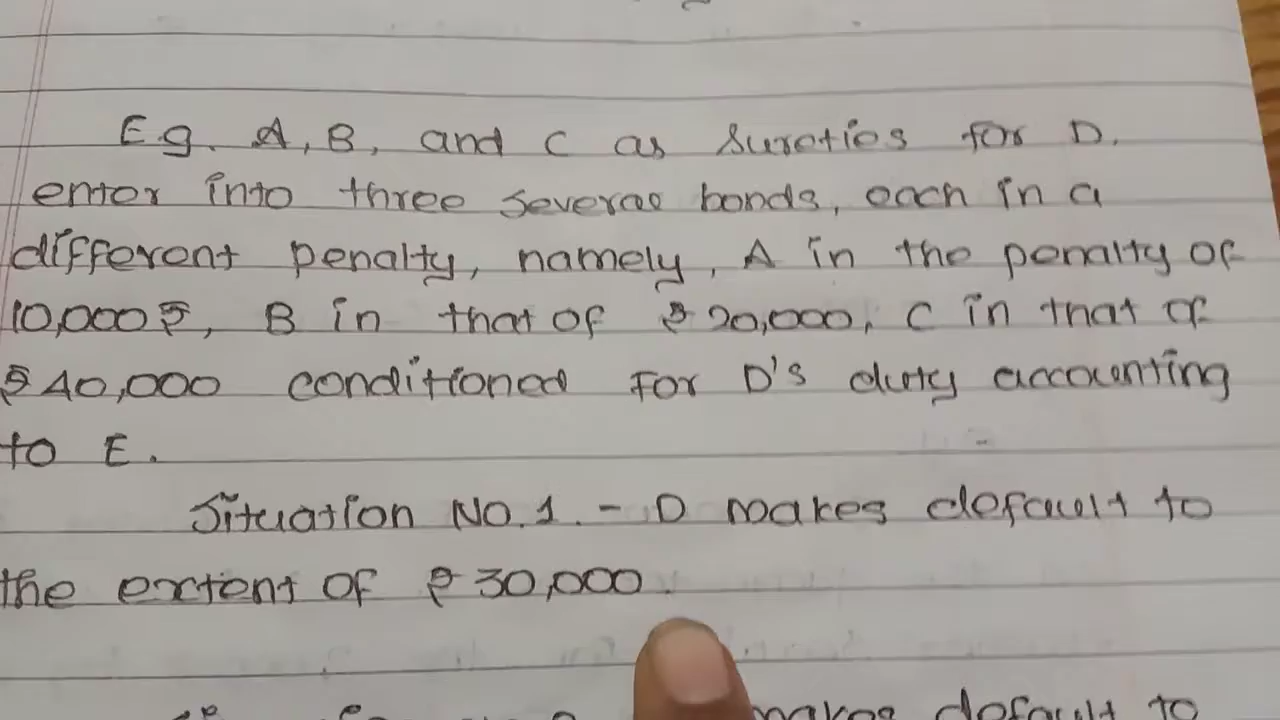 Eg. A, B, and C as sureties for D.
enter into three several bonds, each in a
different penalty, namely, A in the penalty of
10,000₹, B in that of ₹20,000, C in that of
₹40,000 conditioned for D's duty accounting
to E.
Situation No.1. - D makes default to
the extent of ₹30,000.
makes default to